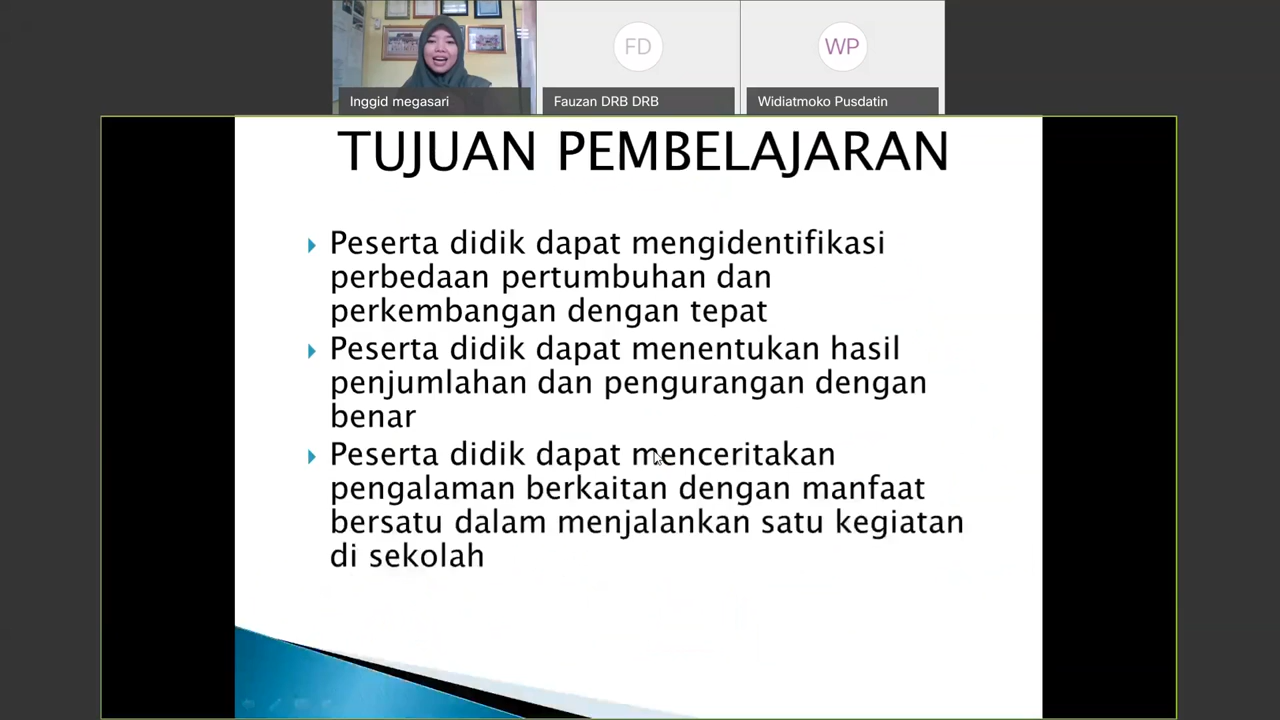 FD
WP
Inggid megasari
Fauzan DRB DRB
Widiatmoko Pusdatin
TUJUAN PEMBELAJARAN
Peserta didik dapat mengidentifikasi
perbedaan pertumbuhan dan
perkembangan dengan tepat
Peserta didik dapat menentukan hasil
penjumlahan dan pengurangan dengan
benar
Peserta didik dapat menceritakan
pengalaman berkaitan dengan manfaat
bersatu dalam menjalankan satu kegiatan
di sekolah